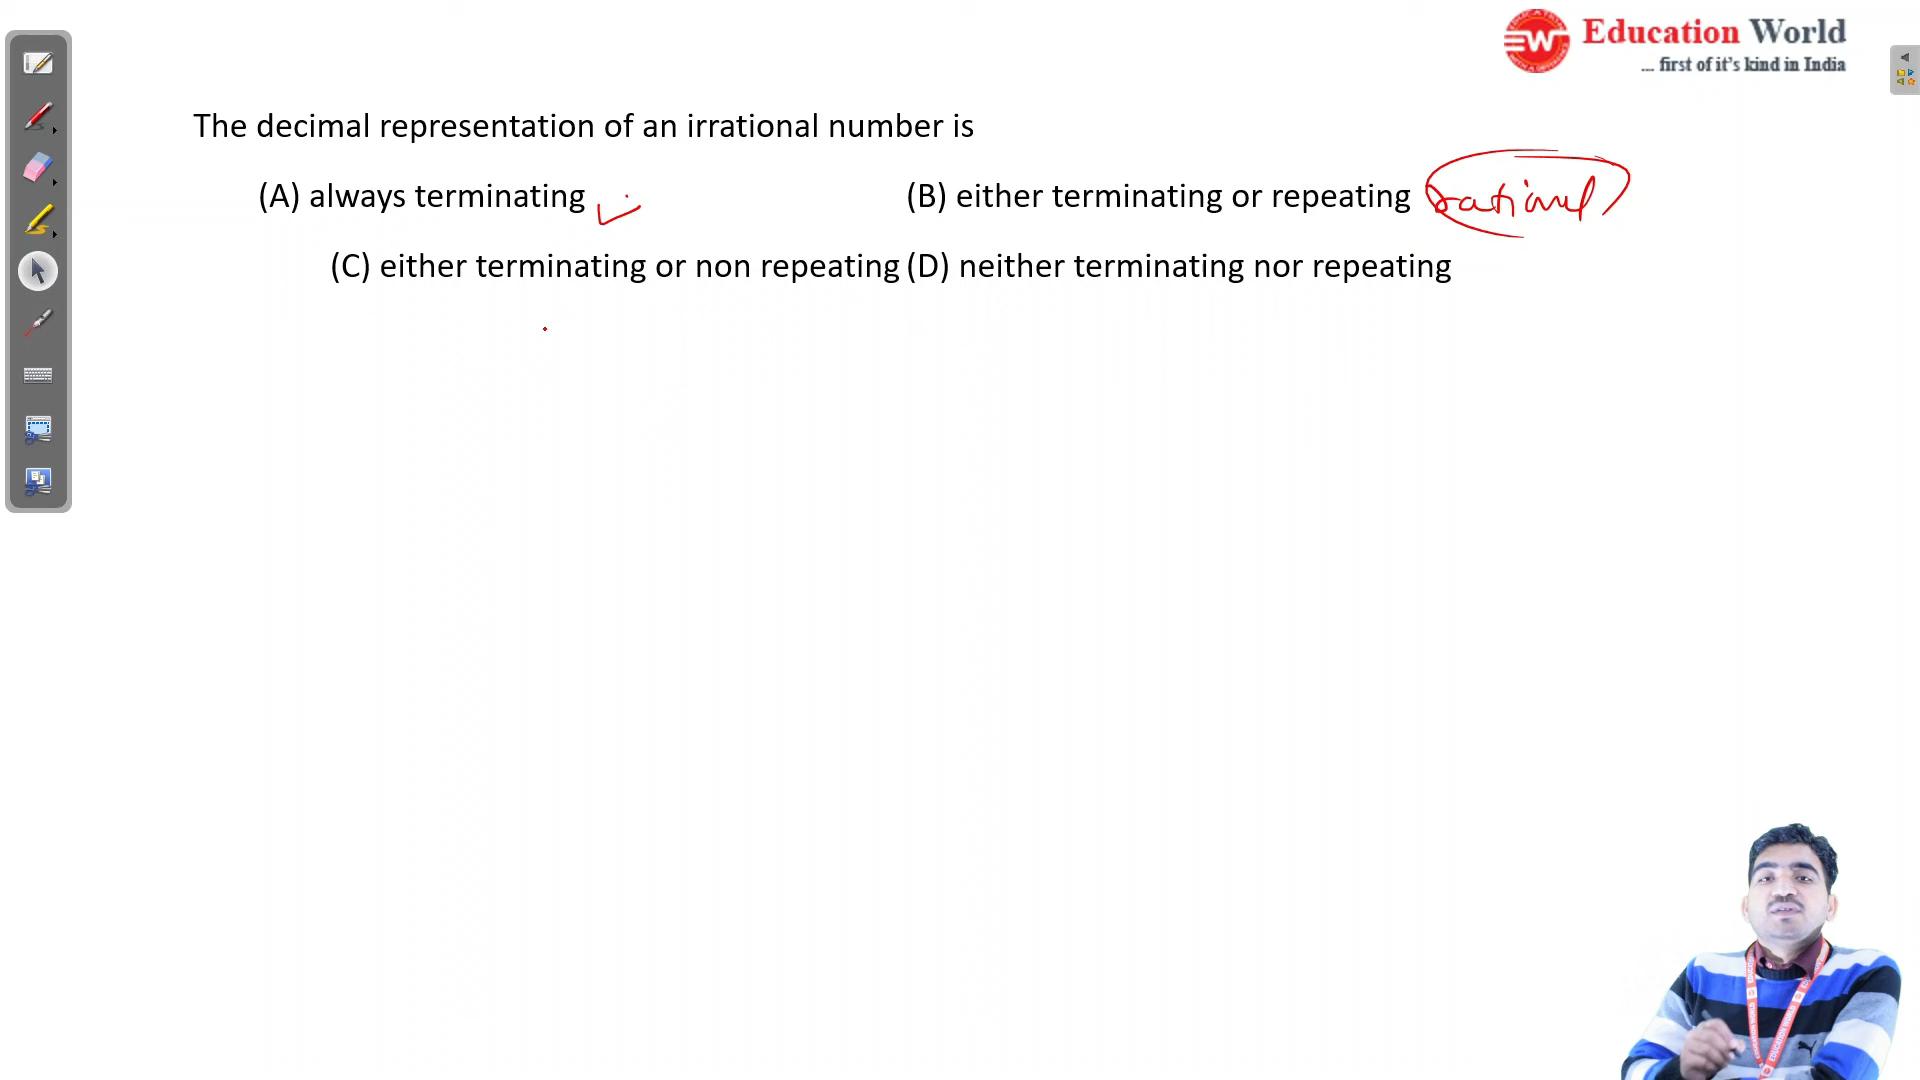 Education World
... first of it's kind in India
The decimal representation of an irrational number is
(A) always terminating
(B) either terminating or repeating rational
(C) either terminating or non repeating (D) neither terminating nor repeating